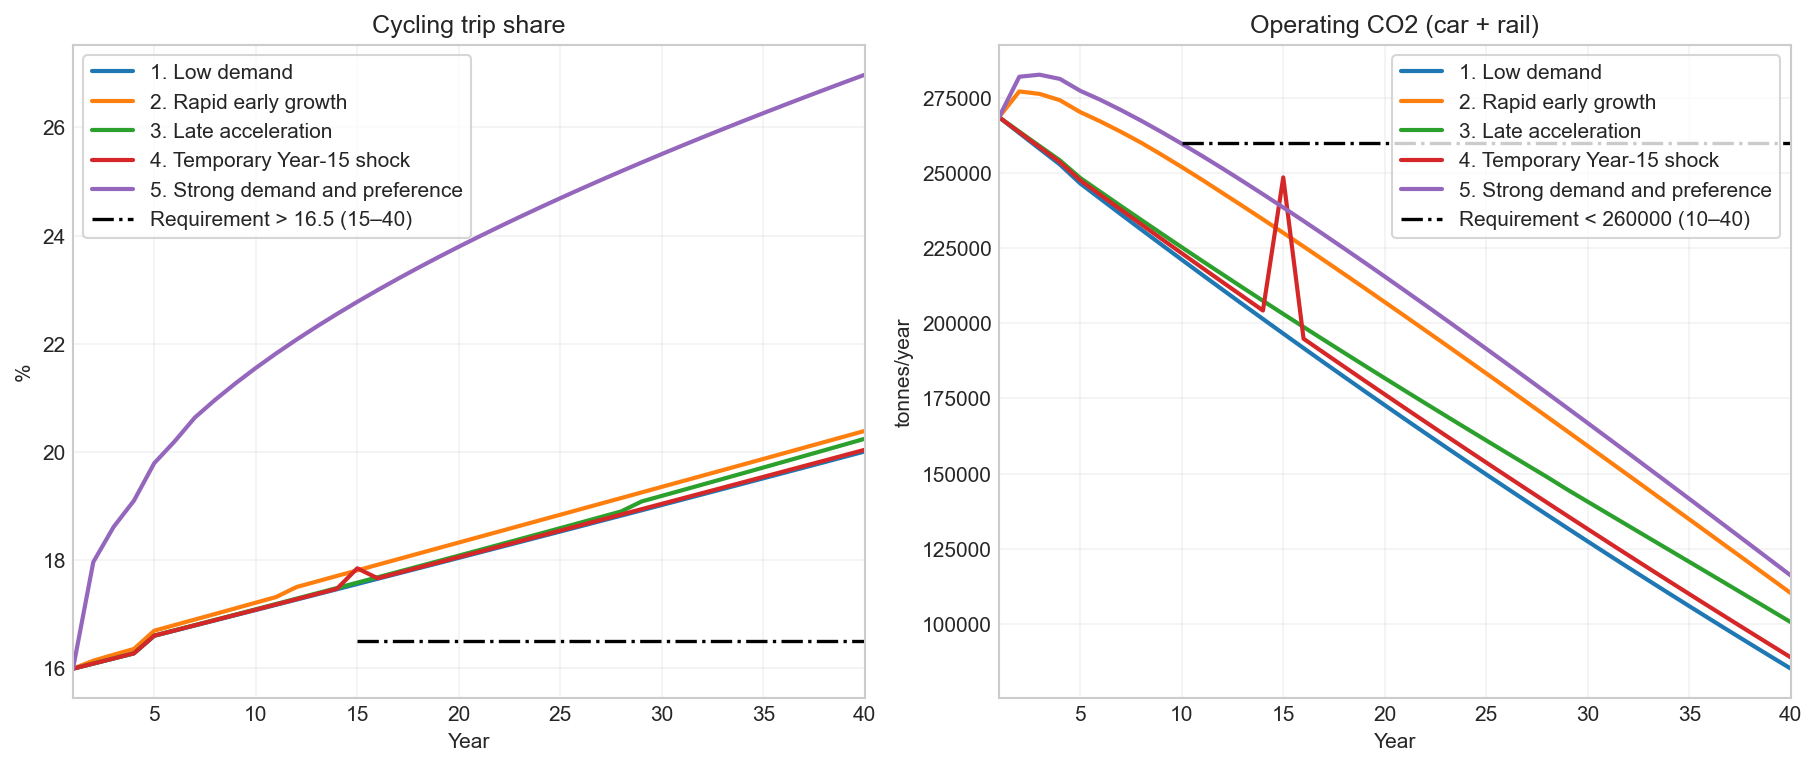 Cycling trip share
1. Low demand
2. Rapid early growth
3. Late acceleration
4. Temporary Year-15 shock
5. Strong demand and preference
Requirement > 16.5 (15–40)
26
24
22
20
18
16
%
5 10 15 20 25 30 35 40
Year
Operating CO2 (car + rail)
1. Low demand
2. Rapid early growth
3. Late acceleration
4. Temporary Year-15 shock
5. Strong demand and preference
Requirement < 260000 (10–40)
275000
250000
225000
200000
175000
150000
125000
100000
tonnes/year
5 10 15 20 25 30 35 40
Year